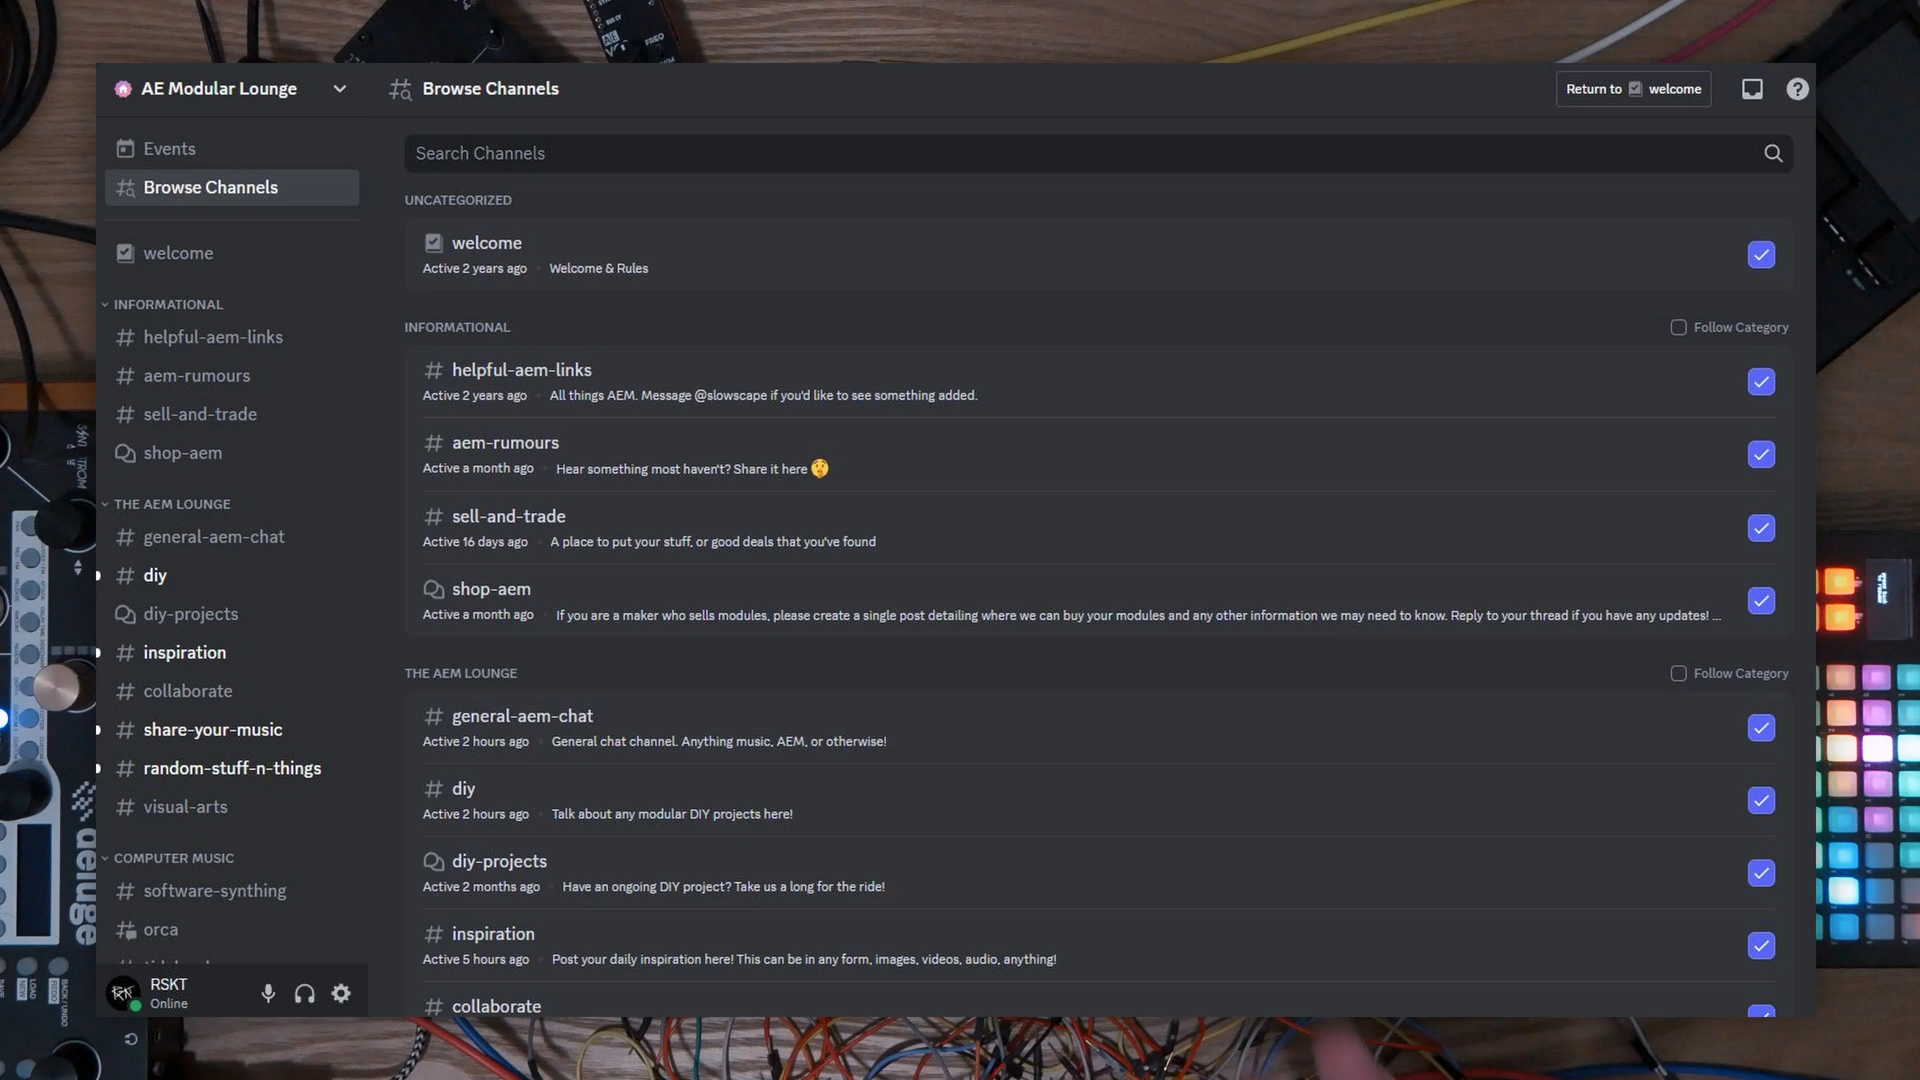 AE Modular Lounge
Browse Channels
Return to welcome
Events
Browse Channels
welcome
INFORMATIONAL
helpful-aem-links
aem-rumours
sell-and-trade
shop-aem
THE AEM LOUNGE
general-aem-chat
diy
diy-projects
inspiration
collaborate
share-your-music
random-stuff-n-things
visual-arts
COMPUTER MUSIC
software-synthing
orca
RSKT
Online
Search Channels
UNCATEGORIZED
welcome
Active 2 years ago Welcome & Rules
INFORMATIONAL
Follow Category
helpful-aem-links
Active 2 years ago All things AEM. Message @slowscape if you'd like to see something added.
aem-rumours
Active a month ago Hear something most haven't? Share it here 🤫
sell-and-trade
Active 16 days ago A place to put your stuff, or good deals that you've found
shop-aem
Active a month ago If you are a maker who sells modules, please create a single post detailing where we can buy your modules and any other information we may need to know. Reply to your thread if you have any updates! ...
THE AEM LOUNGE
Follow Category
general-aem-chat
Active 2 hours ago General chat channel. Anything music, AEM, or otherwise!
diy
Active 2 hours ago Talk about any modular DIY projects here!
diy-projects
Active 2 months ago Have an ongoing DIY project? Take us a long for the ride!
inspiration
Active 5 hours ago Post your daily inspiration here! This can be in any form, images, videos, audio, anything!
collaborate
FREQ
LOAD
NEW
REDO
BACK / UNDO